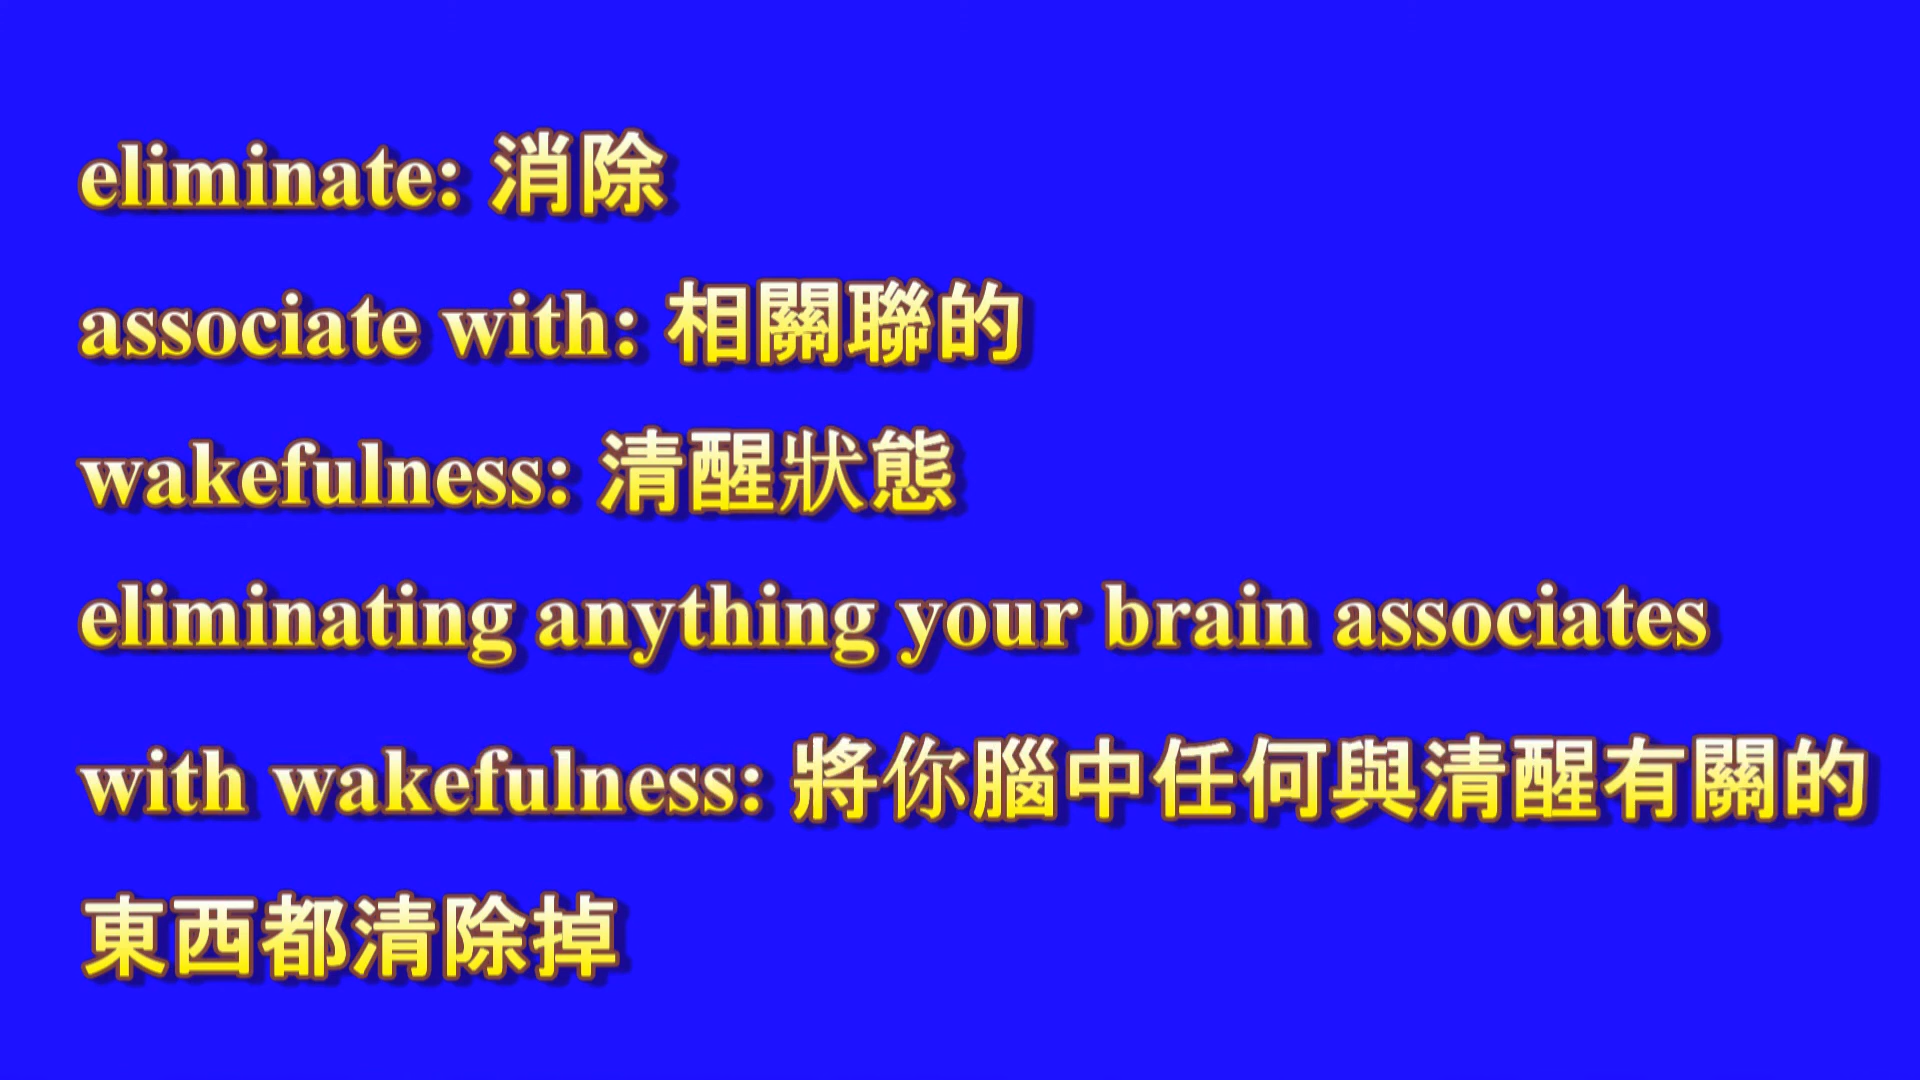 eliminate: 消除
associate with: 相關聯的
wakefulness: 清醒狀態
eliminating anything your brain associates
with wakefulness: 將你腦中任何與清醒有關的
東西都清除掉